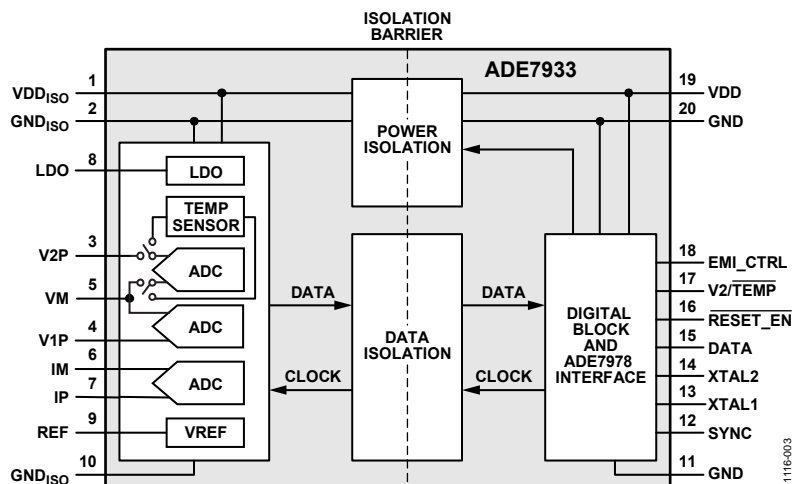 ISOLATION
BARRIER
ADE7933
1
VDDISO
2
GNDISO
8
LDO
3
V2P
5
VM
4
V1P
6
IM
7
IP
9
REF
10
GNDISO
LDO
TEMP
SENSOR
ADC
ADC
ADC
VREF
POWER
ISOLATION
DATA
CLOCK
DATA
ISOLATION
DATA
CLOCK
DIGITAL
BLOCK
AND
ADE7978
INTERFACE
19
VDD
20
GND
18
EMI_CTRL
17
V2/TEMP
16
RESET_EN
15
DATA
14
XTAL2
13
XTAL1
12
SYNC
11
GND